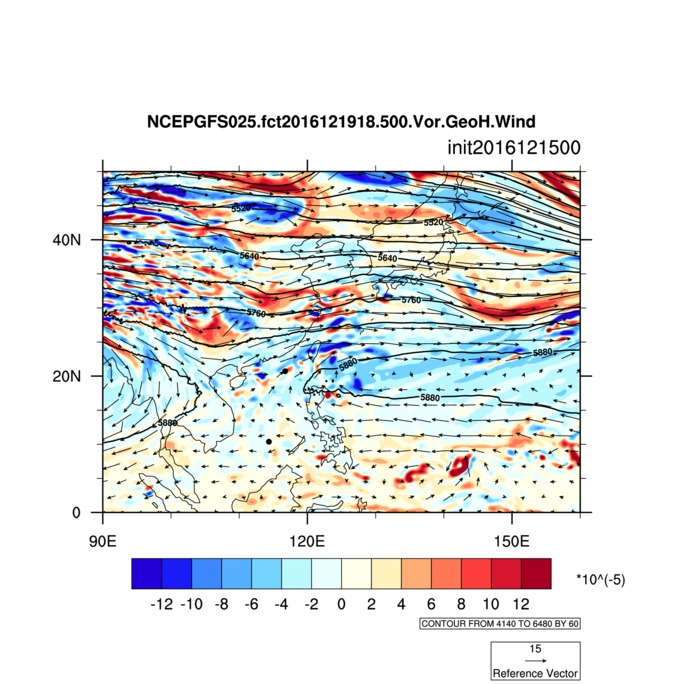 NCEPGFS025.fct2016121918.500.Vor.GeoH.Wind
init2016121500
5520
5520
40N
5640
5640
5760
5760
5880
5880
20N
5880
5880
0
90E 120E 150E
-12 -10 -8 -6 -4 -2 0 2 4 6 8 10 12
*10^(-5)
CONTOUR FROM 4140 TO 6480 BY 60
15
Reference Vector